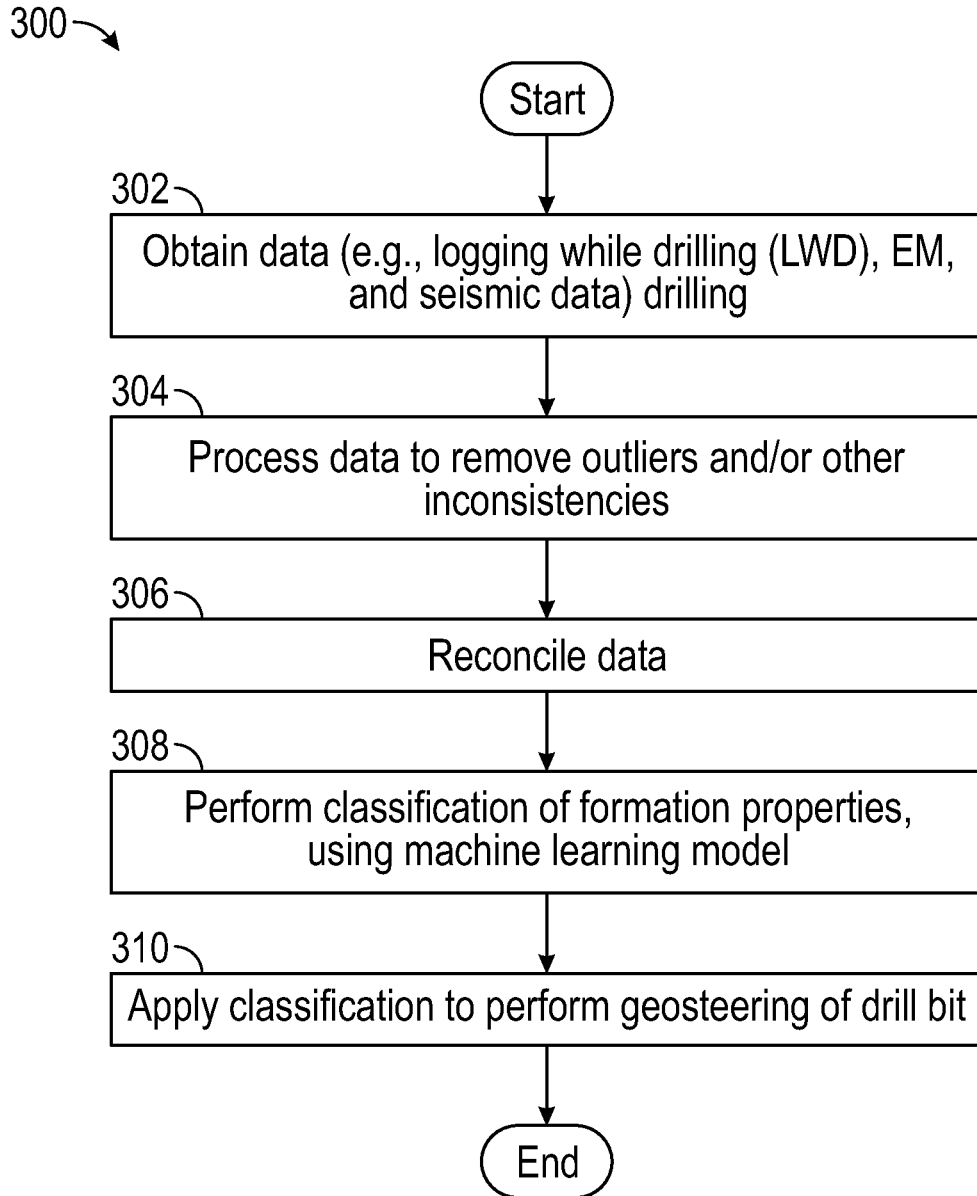 300
Start
302
Obtain data (e.g., logging while drilling (LWD), EM,
and seismic data) drilling
304
Process data to remove outliers and/or other
inconsistencies
306
Reconcile data
308
Perform classification of formation properties,
using machine learning model
310
Apply classification to perform geosteering of drill bit
End